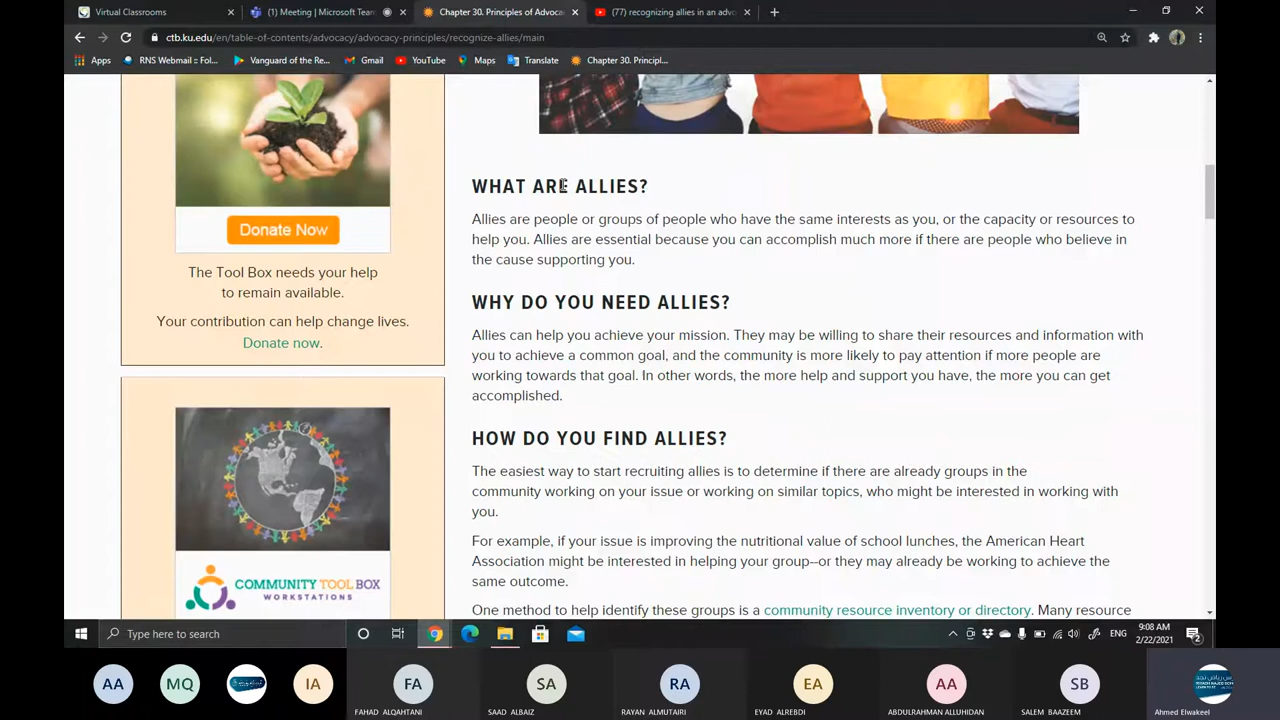 Virtual Classrooms
(1) Meeting | Microsoft Team
Chapter 30. Principles of Advoca
(77) recognizing allies in an adv
ctb.ku.edu/en/table-of-contents/advocacy/advocacy-principles/recognize-allies/main
Apps
RNS Webmail :: Fol...
Vanguard of the Re...
Gmail
YouTube
Maps
Translate
Chapter 30. Principl...
Donate Now
The Tool Box needs your help
to remain available.
Your contribution can help change lives.
Donate now.
COMMUNITY TOOL BOX
WORKSTATIONS
WHAT ARE ALLIES?
Allies are people or groups of people who have the same interests as you, or the capacity or resources to
help you. Allies are essential because you can accomplish much more if there are people who believe in
the cause supporting you.
WHY DO YOU NEED ALLIES?
Allies can help you achieve your mission. They may be willing to share their resources and information with
you to achieve a common goal, and the community is more likely to pay attention if more people are
working towards that goal. In other words, the more help and support you have, the more you can get
accomplished.
HOW DO YOU FIND ALLIES?
The easiest way to start recruiting allies is to determine if there are already groups in the
community working on your issue or working on similar topics, who might be interested in working with
you.
For example, if your issue is improving the nutritional value of school lunches, the American Heart
Association might be interested in helping your group--or they may already be working to achieve the
same outcome.
One method to help identify these groups is a community resource inventory or directory. Many resource
Type here to search
ENG
9:08 AM
2/22/2021
2
AA
MQ
IA
FA
FAHAD ALQAHTANI
SA
SAAD ALBAIZ
RA
RAYAN ALMUTAIRI
EA
EYAD ALREBDI
AA
ABDULRAHMAN ALLUHIDAN
SB
SALEM BAAZEEM
Ahmed Elwakeel